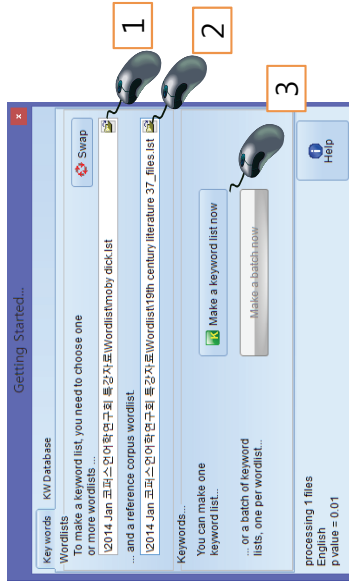 Getting Started...
x
Key words
KW Database
Wordlists
To make a keyword list, you need to choose one
or more wordlists ...
Swap
\2014 Jan 코퍼스언어학연구회 특강자료\Wordlist\moby dick.lst
1
... and a reference corpus wordlist.
\2014 Jan 코퍼스언어학연구회 특강자료\Wordlist\19th century literature 37_files.lst
2
Keywords...
You can make one
keyword list...
Make a keyword list now
3
... or a batch of keyword
lists, one per wordlist...
Make a batch now
processing 1 files
English
p value = 0.01
Help